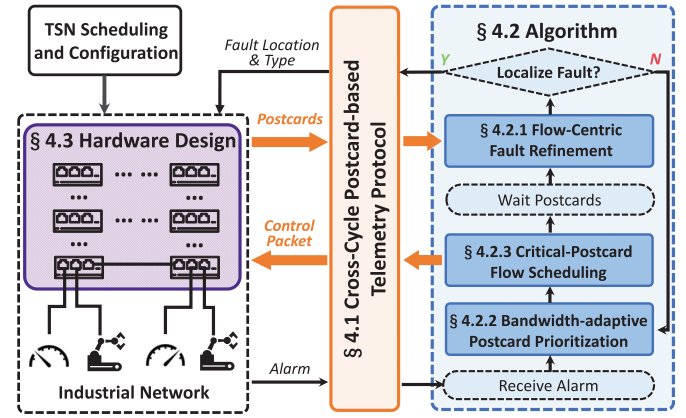 TSN Scheduling
and Configuration
Fault Location
& Type
§ 4.3 Hardware Design
Postcards
Control
Packet
Industrial Network
Alarm
§ 4.1 Cross-Cycle Postcard-based
Telemetry Protocol
§ 4.2 Algorithm
Y
N
Localize Fault?
§ 4.2.1 Flow-Centric
Fault Refinement
Wait Postcards
§ 4.2.3 Critical-Postcard
Flow Scheduling
§ 4.2.2 Bandwidth-adaptive
Postcard Prioritization
Receive Alarm